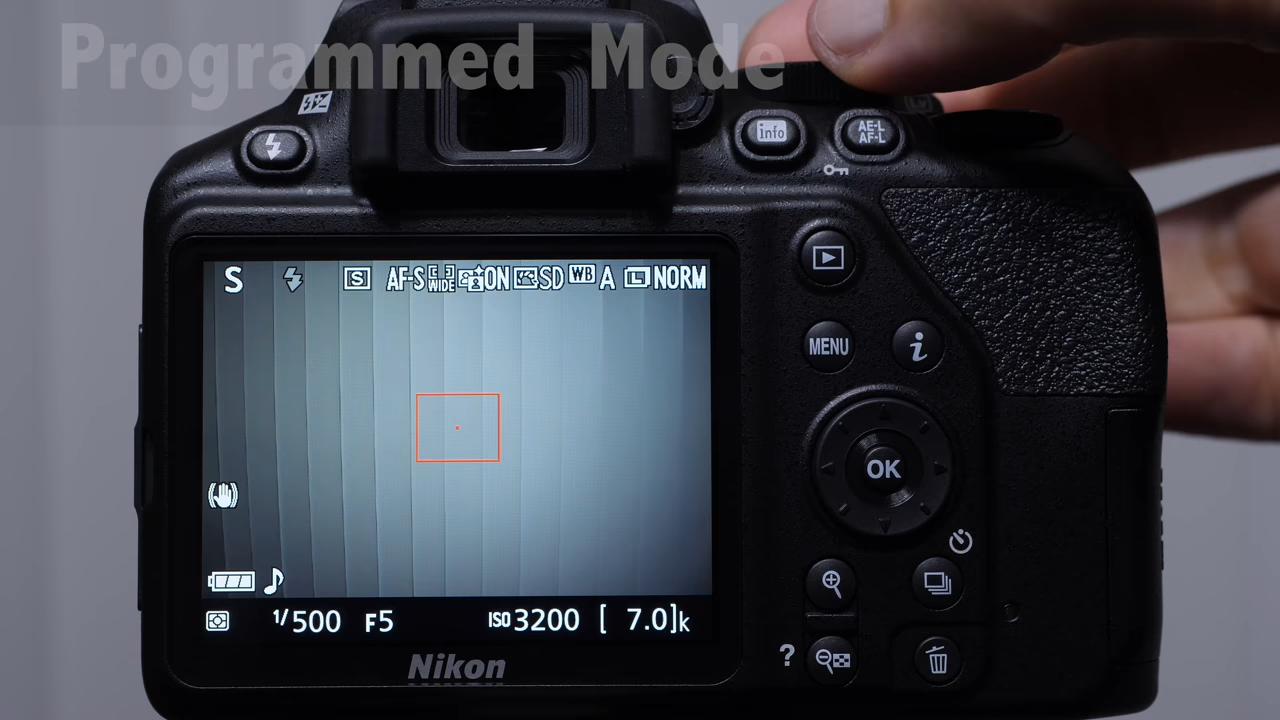 Programmed Mode
info
AE-L
AF-L
S S AF-S WIDE ON SD WB A L NORM
MENU
i
OK
1/500 F5 ISO 3200 [ 7.0]k
?
Nikon